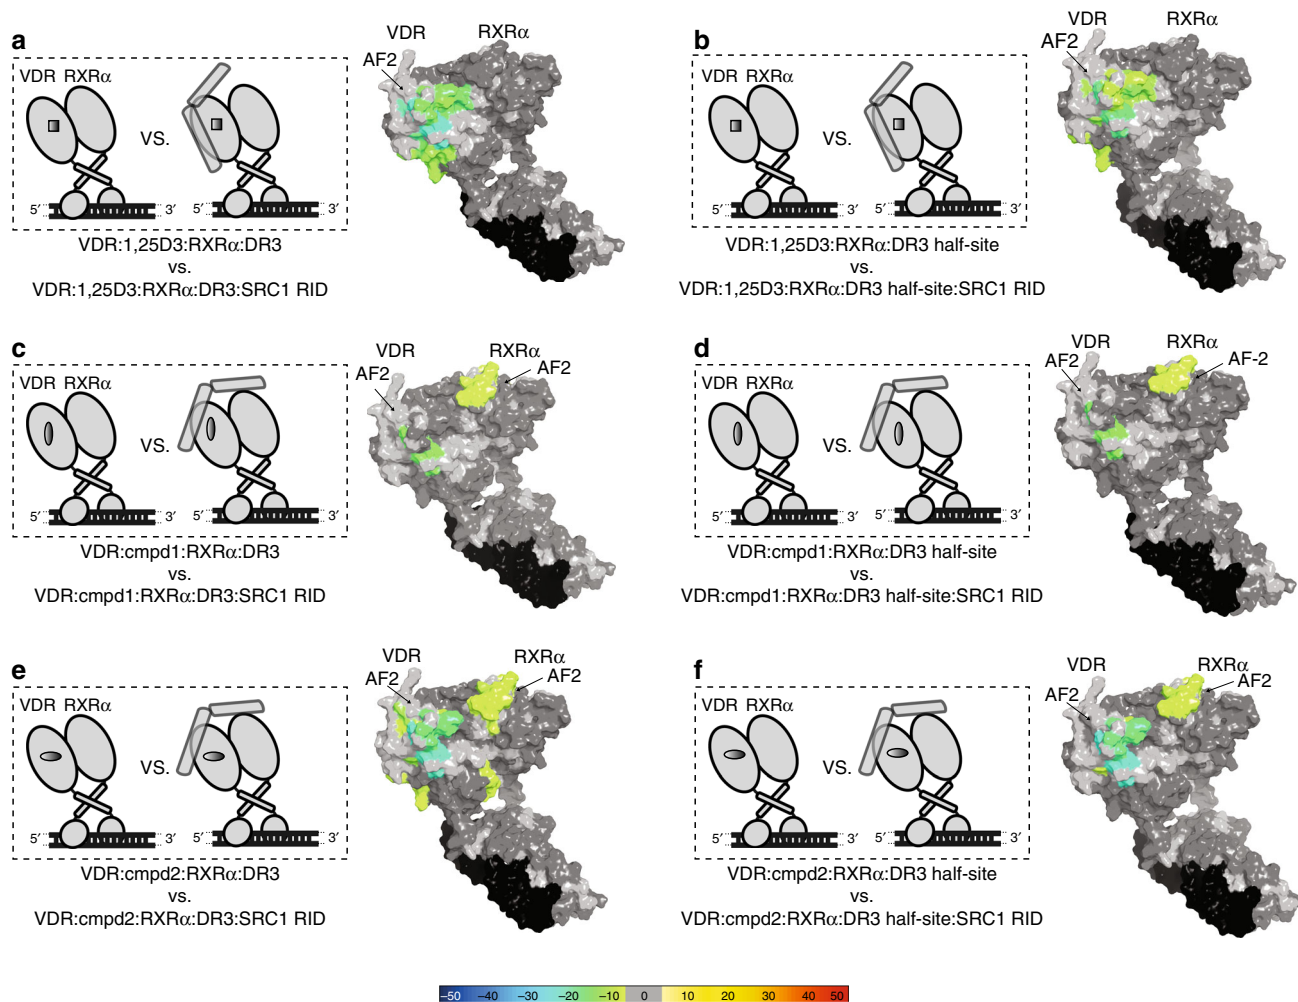 a
VDR RXRα
VS.
5′ 3′ 5′ 3′
VDR:1,25D3:RXRα:DR3
vs.
VDR:1,25D3:RXRα:DR3:SRC1 RID
VDR RXRα
AF2
b
VDR RXRα
VS.
5′ 3′ 5′ 3′
VDR:1,25D3:RXRα:DR3 half-site
vs.
VDR:1,25D3:RXRα:DR3 half-site:SRC1 RID
VDR RXRα
AF2
c
VDR RXRα
VS.
5′ 3′ 5′ 3′
VDR:cmpd1:RXRα:DR3
vs.
VDR:cmpd1:RXRα:DR3:SRC1 RID
VDR RXRα
AF2 AF2
d
VDR RXRα
VS.
5′ 3′ 5′ 3′
VDR:cmpd1:RXRα:DR3 half-site
vs.
VDR:cmpd1:RXRα:DR3 half-site:SRC1 RID
VDR RXRα
AF2 AF-2
e
VDR RXRα
VS.
5′ 3′ 5′ 3′
VDR:cmpd2:RXRα:DR3
vs.
VDR:cmpd2:RXRα:DR3:SRC1 RID
VDR RXRα
AF2 AF2
f
VDR RXRα
VS.
5′ 3′ 5′ 3′
VDR:cmpd2:RXRα:DR3 half-site
vs.
VDR:cmpd2:RXRα:DR3 half-site:SRC1 RID
VDR RXRα
AF2 AF2
−50 −40 −30 −20 −10 0 10 20 30 40 50